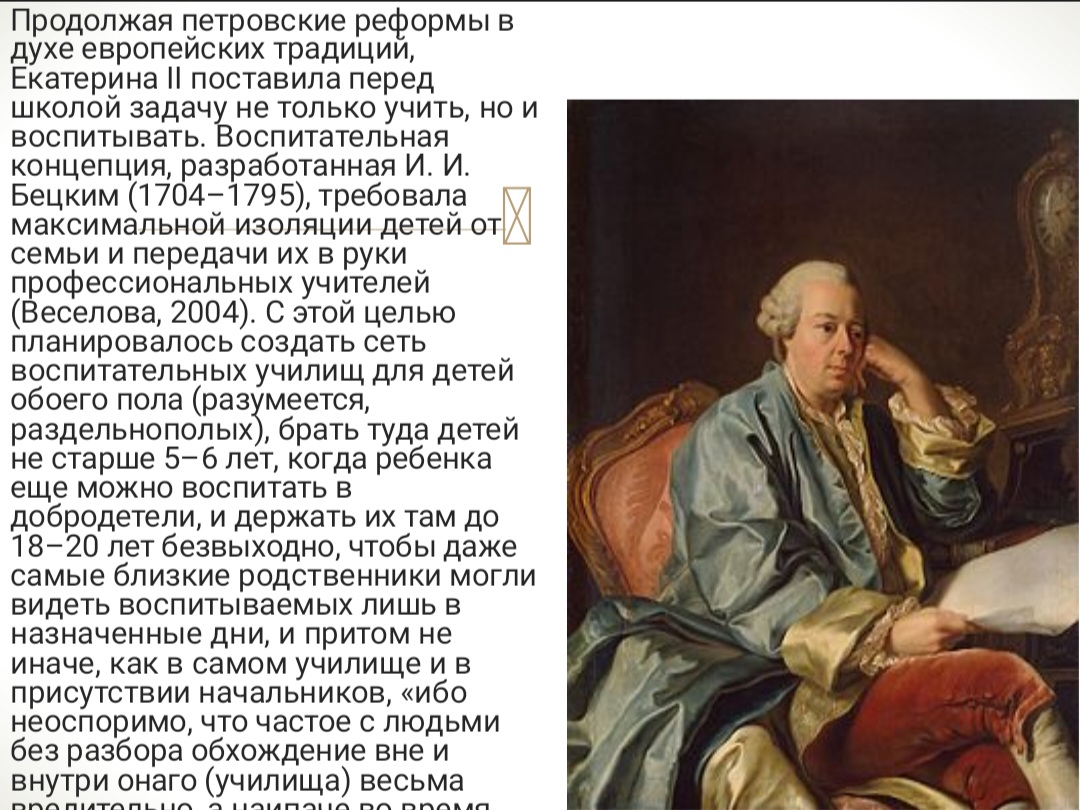 Продолжая петровские реформы в
духе европейских традиций,
Екатерина II поставила перед
школой задачу не только учить, но и
воспитывать. Воспитательная
концепция, разработанная И. И.
Бецким (1704–1795), требовала
максимальной изоляции детей от
семьи и передачи их в руки
профессиональных учителей
(Веселова, 2004). С этой целью
планировалось создать сеть
воспитательных училищ для детей
обоего пола (разумеется,
раздельнополых), брать туда детей
не старше 5–6 лет, когда ребенка
еще можно воспитать в
добродетели, и держать их там до
18–20 лет безвыходно, чтобы даже
самые близкие родственники могли
видеть воспитываемых лишь в
назначенные дни, и притом не
иначе, как в самом училище и в
присутствии начальников, «ибо
неоспоримо, что частое с людьми
без разбора обхождение вне и
внутри онаго (училища) весьма
вредительно, а наипаче во время